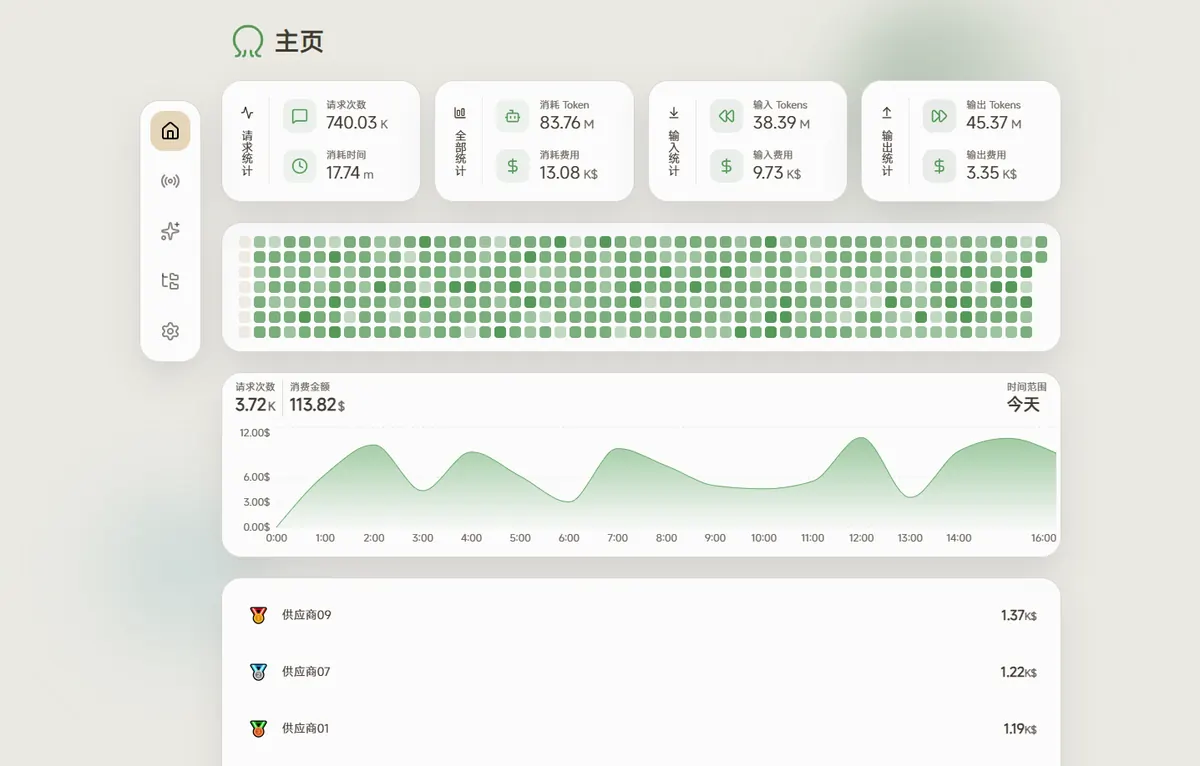 主页
请求统计
请求次数
740.03 K
消耗时间
17.74 m
全部统计
消耗 Token
83.76 M
消耗费用
13.08 K$
输入统计
输入 Tokens
38.39 M
输入费用
9.73 K$
输出统计
输出 Tokens
45.37 M
输出费用
3.35 K$
请求次数
3.72K
消费金额
113.82$
时间范围
今天
12.00$
6.00$
3.00$
0.00$
0:00 1:00 2:00 3:00 4:00 5:00 6:00 7:00 8:00 9:00 10:00 11:00 12:00 13:00 14:00 16:00
供应商09 1.37K$
供应商07 1.22K$
供应商01 1.19K$